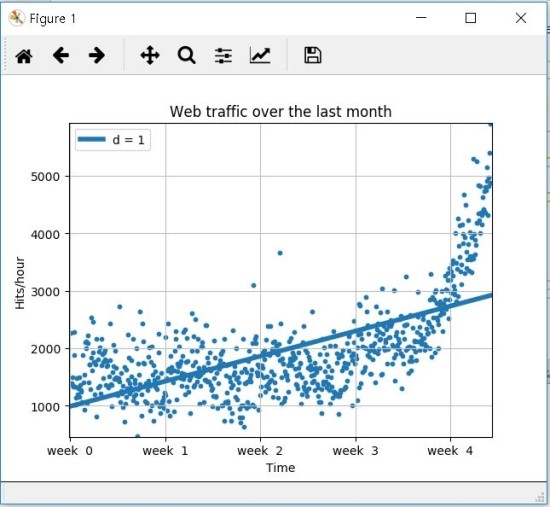 Figure 1
Web traffic over the last month
d = 1
5000
4000
3000
2000
1000
Hits/hour
week 0 week 1 week 2 week 3 week 4
Time